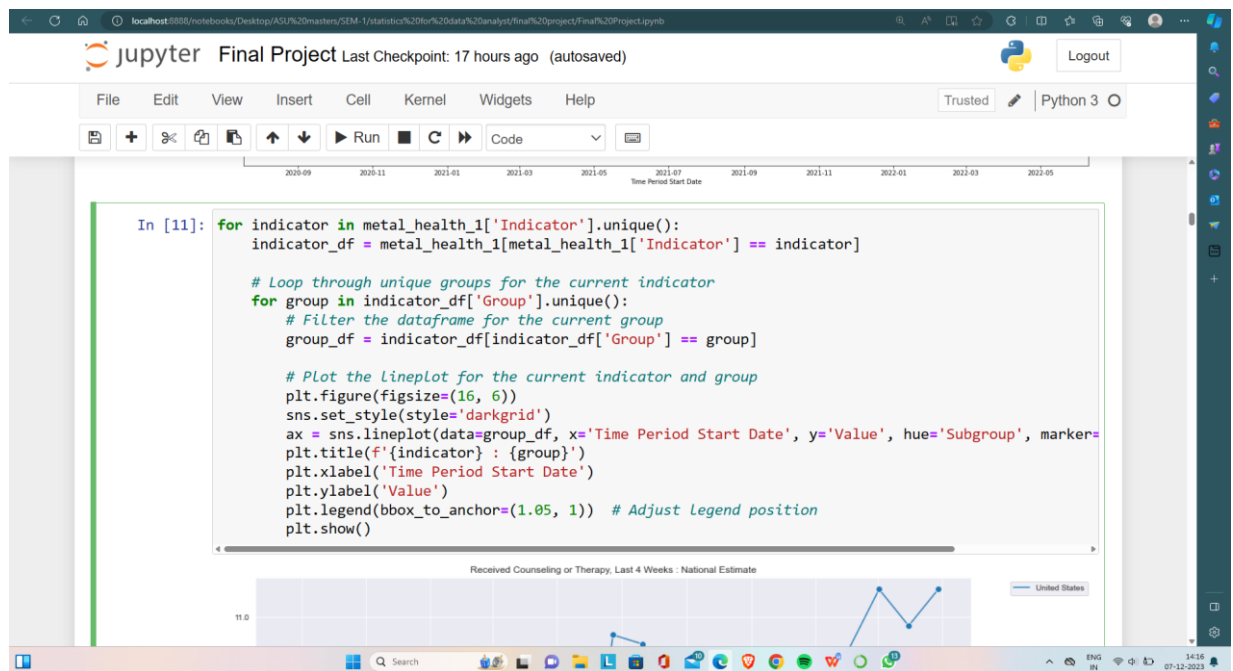 localhost:8888/notebooks/Desktop/ASU%20masters/SEM-1/statistics%20for%20data%20analyst/final%20project/Final%20Project.ipynb
jupyter Final Project Last Checkpoint: 17 hours ago (autosaved)
Logout
File Edit View Insert Cell Kernel Widgets Help
Trusted Python 3
Run Code
2020-09 2020-11 2021-01 2021-03 2021-05 2021-07 2021-09 2021-11 2022-01 2022-03 2022-05
Time Period Start Date
In [11]: for indicator in metal_health_1['Indicator'].unique():
indicator_df = metal_health_1[metal_health_1['Indicator'] == indicator]
# Loop through unique groups for the current indicator
for group in indicator_df['Group'].unique():
# Filter the dataframe for the current group
group_df = indicator_df[indicator_df['Group'] == group]
# Plot the lineplot for the current indicator and group
plt.figure(figsize=(16, 6))
sns.set_style(style='darkgrid')
ax = sns.lineplot(data=group_df, x='Time Period Start Date', y='Value', hue='Subgroup', marker=
plt.title(f'{indicator} : {group}')
plt.xlabel('Time Period Start Date')
plt.ylabel('Value')
plt.legend(bbox_to_anchor=(1.05, 1)) # Adjust legend position
plt.show()
Received Counseling or Therapy, Last 4 Weeks : National Estimate
United States
11.0
Search
ENG
IN
14:16
07-12-2023